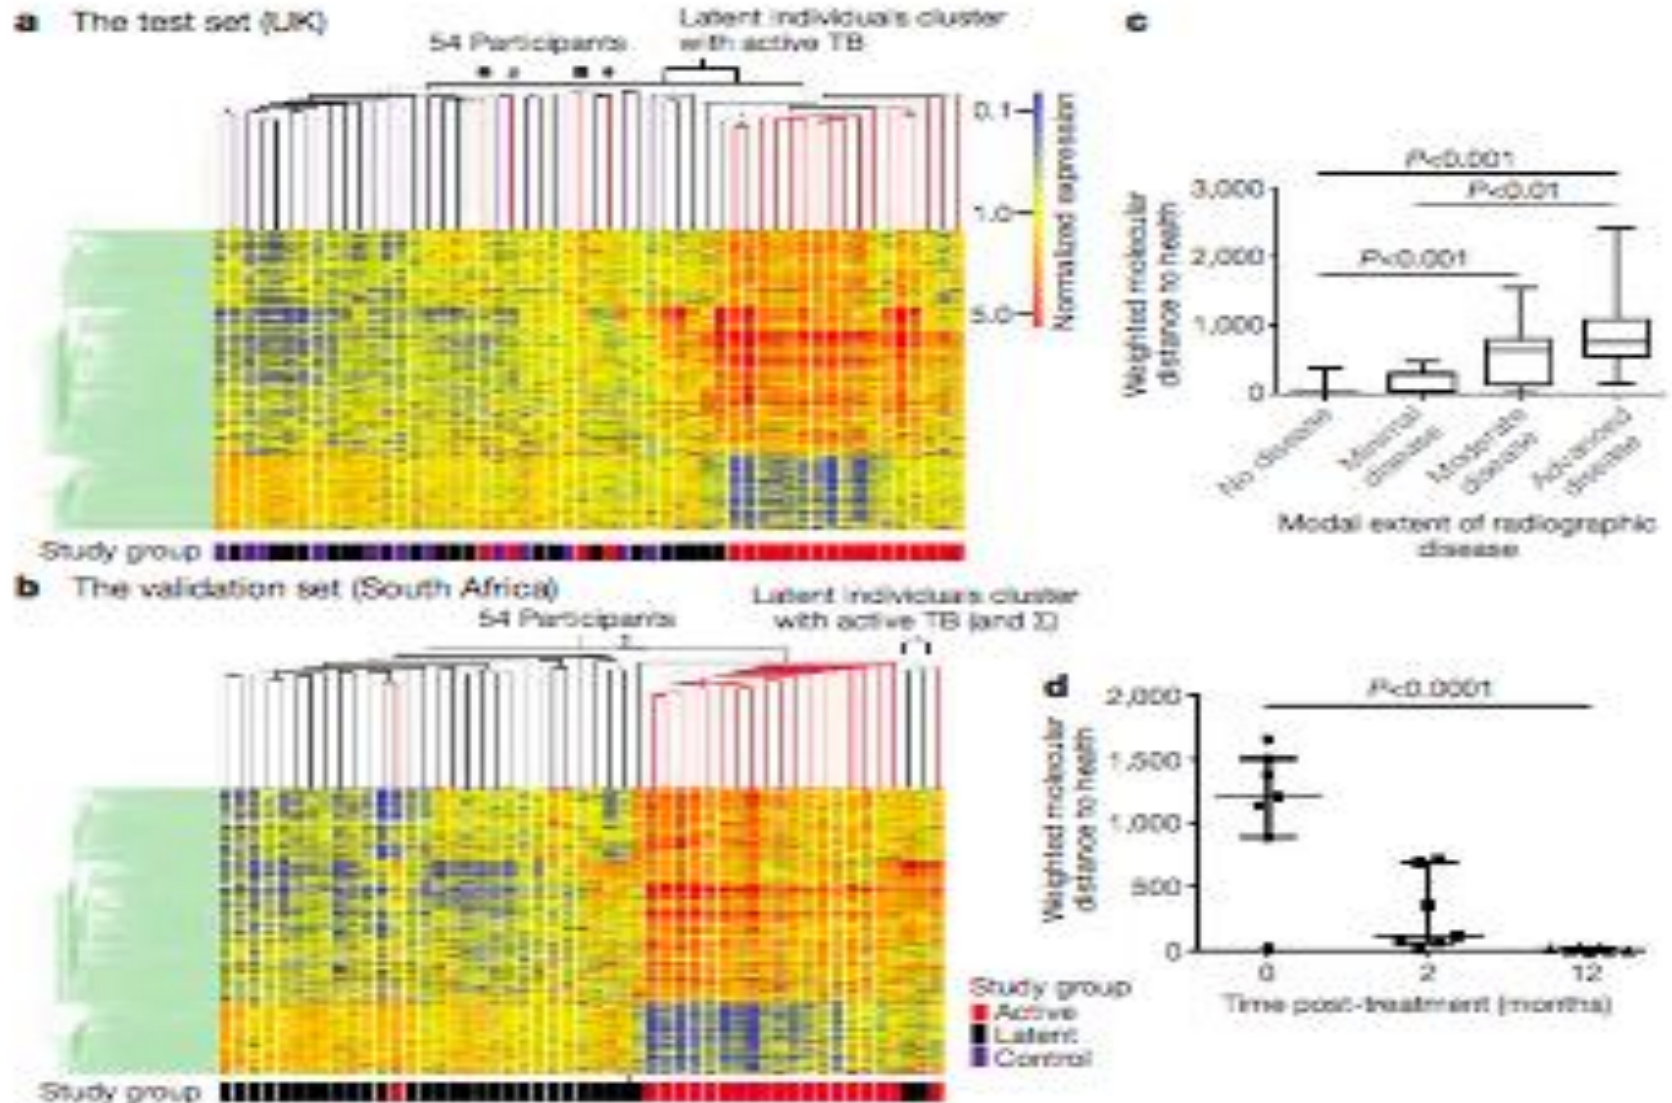 a The test set (UK)
54 Participants
Latent individuals cluster
with active TB
0.1
1.0
5.0
Normalized expression
Study group
b The validation set (South Africa)
54 Participants
Latent individuals cluster
with active TB (and Σ)
Study group
Study group
Active
Latent
Control
c
P<0.001
P<0.01
P<0.001
3,000
2,000
1,000
0
Weighted molecular
distance to health
No disease
Minimal
disease
Moderate
disease
Advanced
disease
Modal extent of radiographic
disease
d
P<0.0001
2,000
1,500
1,000
500
0
Weighted molecular
distance to health
0 2 12
Time post-treatment (months)